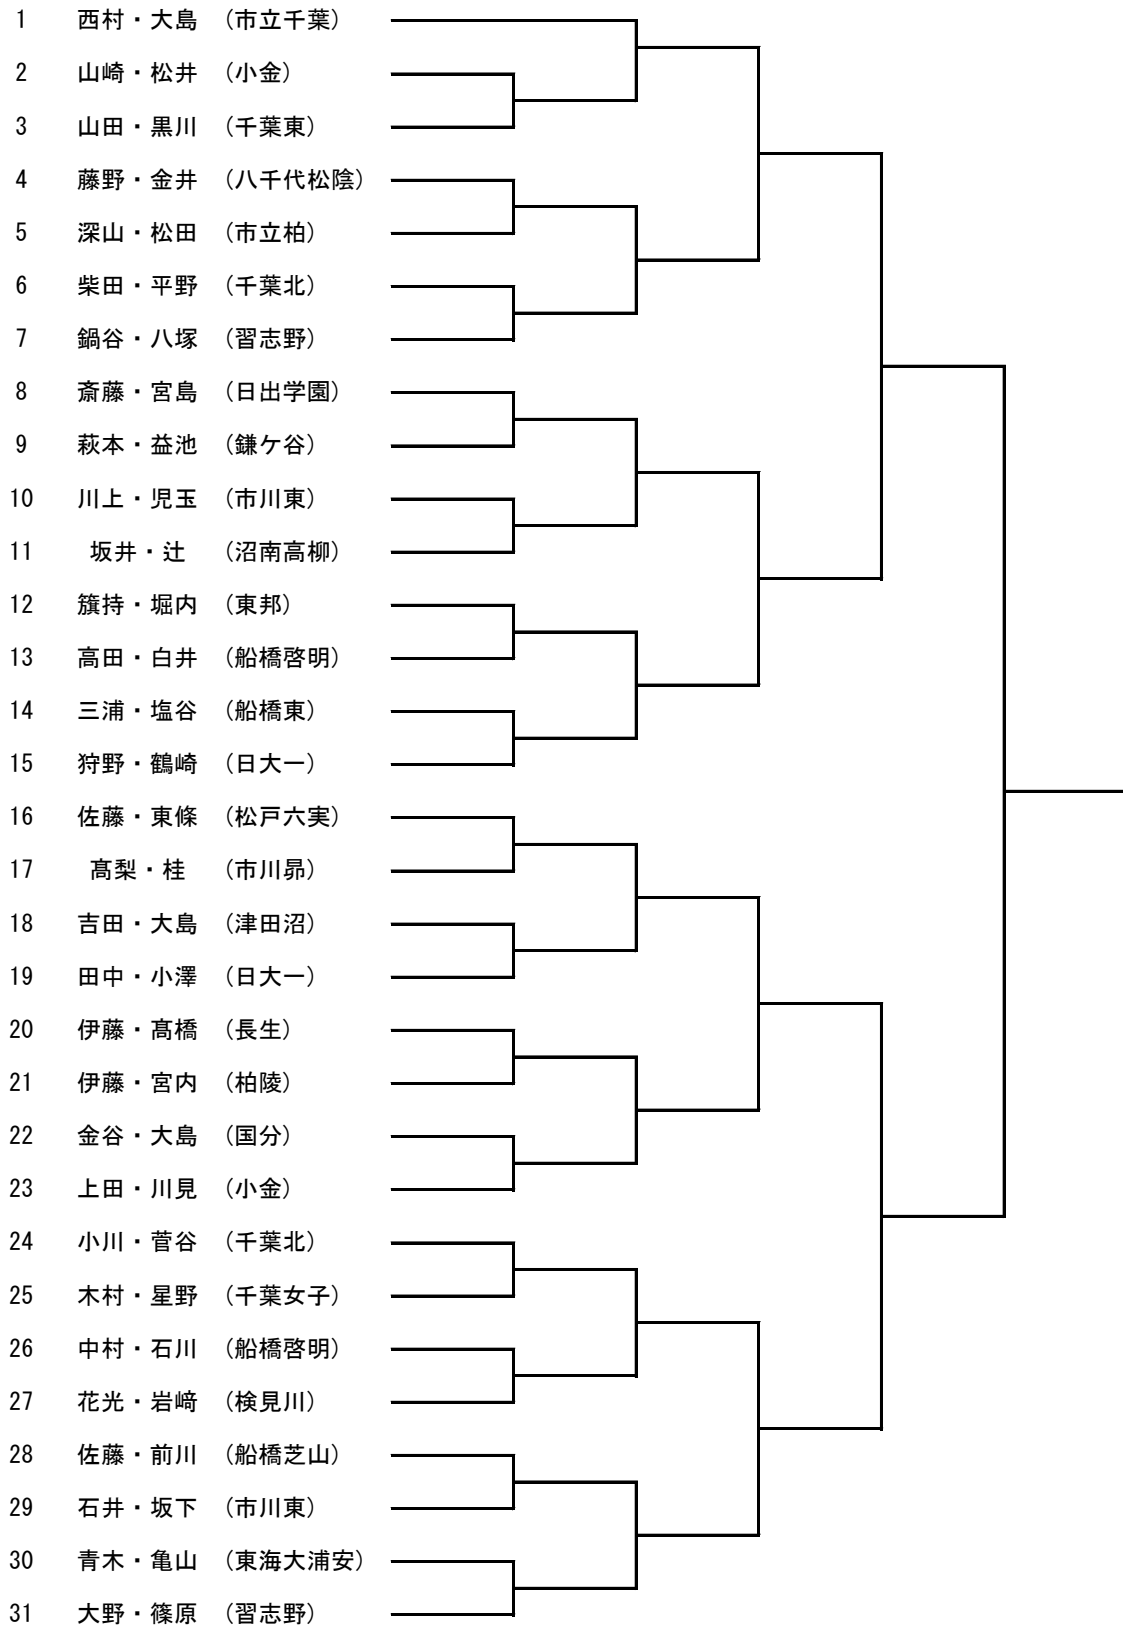 1 西村・大島 (市立千葉)
2 山崎・松井 (小金)
3 山田・黒川 (千葉東)
4 藤野・金井 (八千代松陰)
5 深山・松田 (市立柏)
6 柴田・平野 (千葉北)
7 鍋谷・八塚 (習志野)
8 斎藤・宮島 (日出学園)
9 萩本・益池 (鎌ケ谷)
10 川上・児玉 (市川東)
11 坂井・辻 (沼南高柳)
12 籏持・堀内 (東邦)
13 高田・白井 (船橋啓明)
14 三浦・塩谷 (船橋東)
15 狩野・鶴崎 (日大一)
16 佐藤・東條 (松戸六実)
17 髙梨・桂 (市川昴)
18 吉田・大島 (津田沼)
19 田中・小澤 (日大一)
20 伊藤・髙橋 (長生)
21 伊藤・宮内 (柏陵)
22 金谷・大島 (国分)
23 上田・川見 (小金)
24 小川・菅谷 (千葉北)
25 木村・星野 (千葉女子)
26 中村・石川 (船橋啓明)
27 花光・岩﨑 (検見川)
28 佐藤・前川 (船橋芝山)
29 石井・坂下 (市川東)
30 青木・亀山 (東海大浦安)
31 大野・篠原 (習志野)